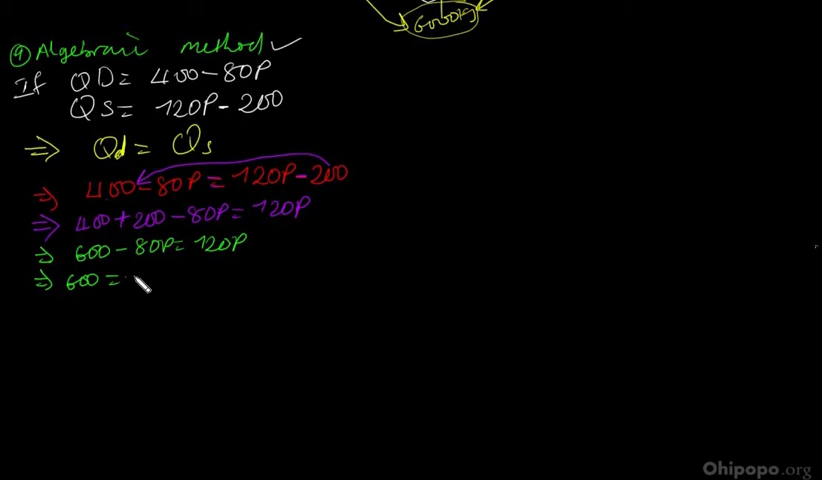 ④ Algebraic method ✓
If QD = 400 - 80P
QS = 120P - 200
⇒ Qd = Qs
⇒ 400 - 80P = 120P - 200
⇒ 400 + 200 - 80P = 120P
⇒ 600 - 80P = 120P
⇒ 600 =
Ohipopo.org